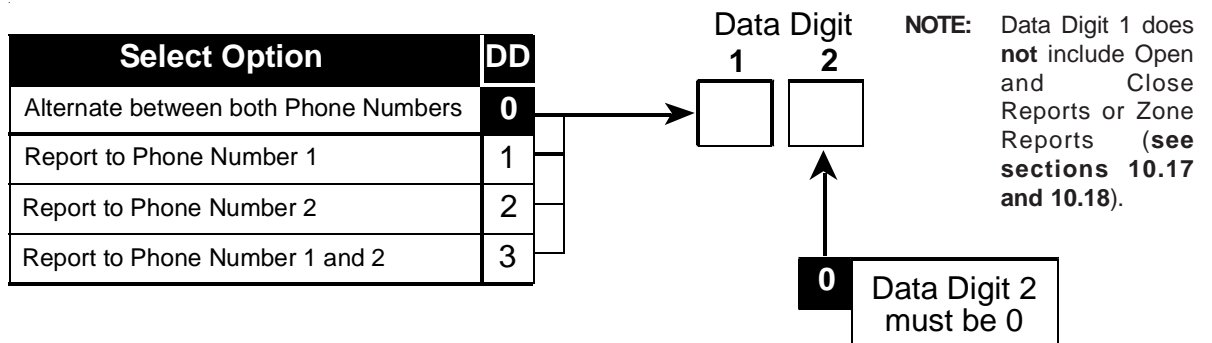 Select Option DD
Alternate between both Phone Numbers 0
Report to Phone Number 1 1
Report to Phone Number 2 2
Report to Phone Number 1 and 2 3
Data Digit
1 2
0 Data Digit 2
must be 0
NOTE: Data Digit 1 does
not include Open
and Close
Reports or Zone
Reports (see
sections 10.17
and 10.18).